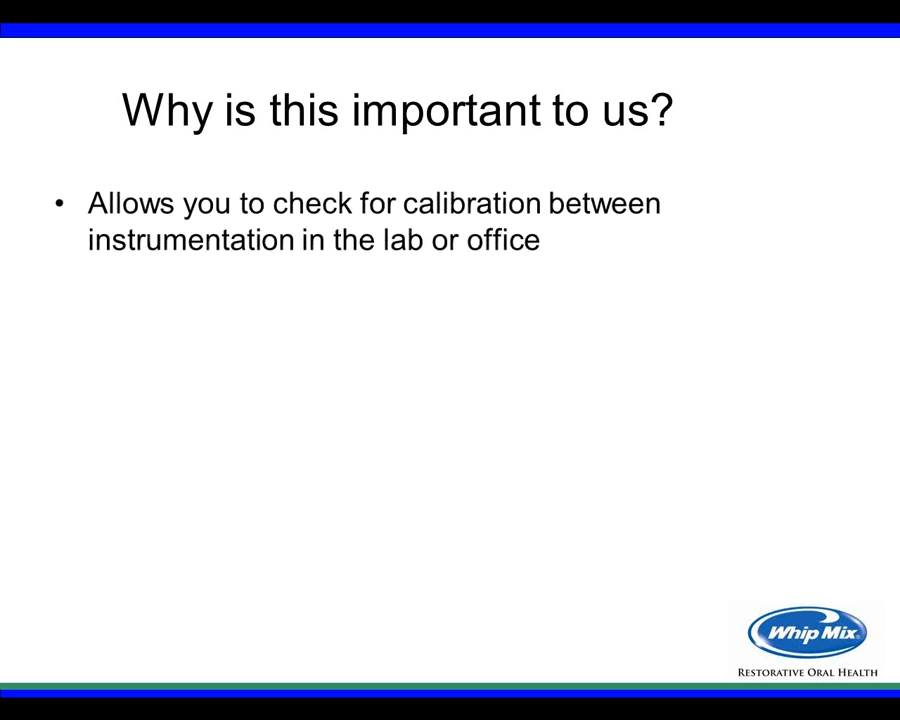 Why is this important to us?
• Allows you to check for calibration between
instrumentation in the lab or office
Whip Mix®
RESTORATIVE ORAL HEALTH